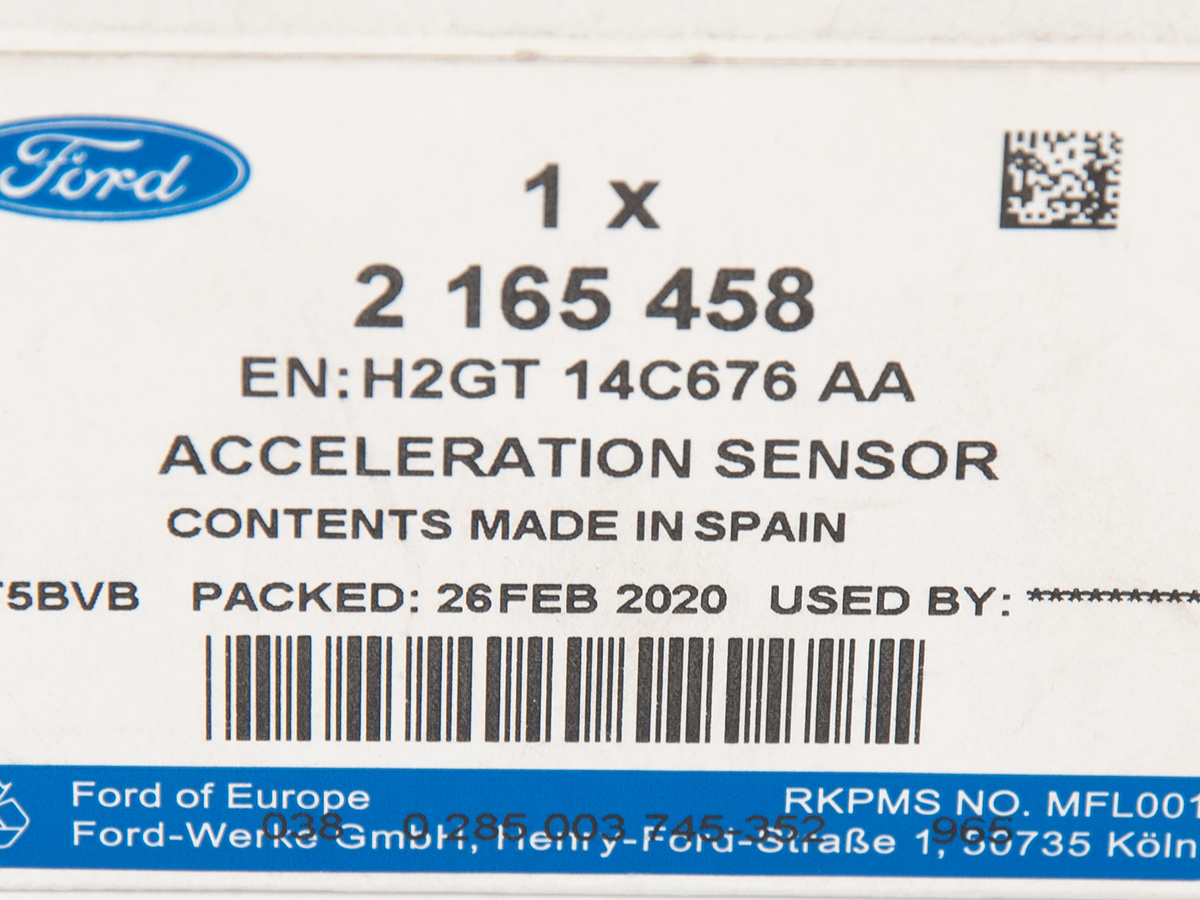 Ford
1 x
2 165 458
EN: H2GT 14C676 AA
ACCELERATION SENSOR
CONTENTS MADE IN SPAIN
T5BVB PACKED: 26FEB 2020 USED BY: **********
Ford of Europe RKPMS NO. MFL001
038 0 285 003 745-352 965
Ford-Werke GmbH, Henry-Ford-Straße 1, 50735 Köln